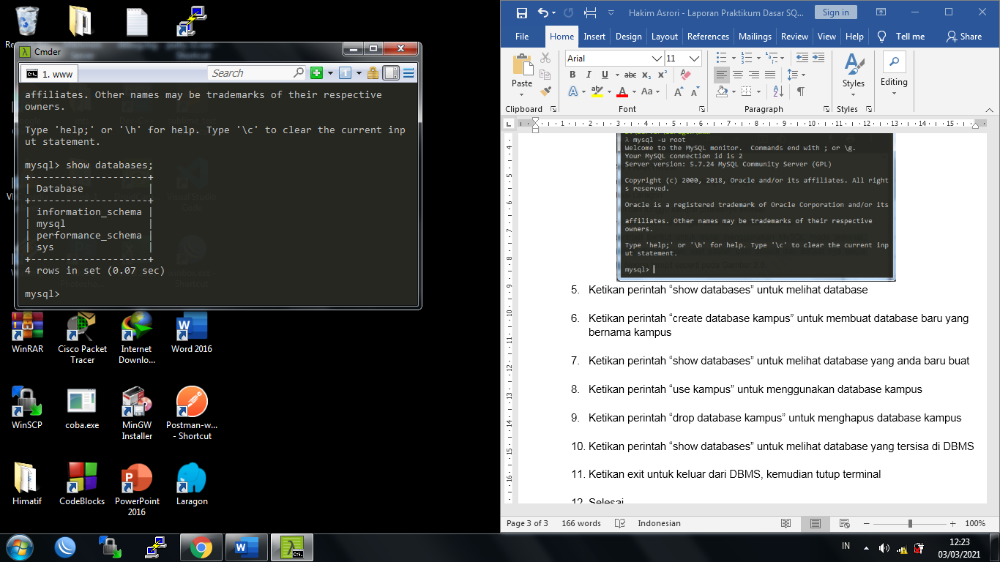 Cmder
1. www
Search
affiliates. Other names may be trademarks of their respective
owners.
Type 'help;' or '\h' for help. Type '\c' to clear the current inp
ut statement.
mysql> show databases;
+--------------------+
| Database           |
+--------------------+
| information_schema |
| mysql              |
| performance_schema |
| sys                |
+--------------------+
4 rows in set (0.07 sec)
mysql>
WinRAR
Cisco Packet
Tracer
Internet
Downlo...
Word 2016
WinSCP
coba.exe
MinGW
Installer
Postman-w...
- Shortcut
Himatif
CodeBlocks
PowerPoint
2016
Laragon
Hakim Asrori - Laporan Praktikum Dasar SQ...
Sign in
File
Home
Insert
Design
Layout
References
Mailings
Review
View
Help
Tell me
Share
Paste
Clipboard
Arial
11
B I U abc x₂ x²
Aa
Font
Paragraph
Styles
Styles
Editing
λ mysql -u root
Welcome to the MySQL monitor.  Commands end with ; or \g.
Your MySQL connection id is 2
Server version: 5.7.24 MySQL Community Server (GPL)
Copyright (c) 2000, 2018, Oracle and/or its affiliates. All right
s reserved.
Oracle is a registered trademark of Oracle Corporation and/or its
affiliates. Other names may be trademarks of their respective
owners.
Type 'help;' or '\h' for help. Type '\c' to clear the current inp
ut statement.
mysql>
5. Ketikan perintah “show databases” untuk melihat database
6. Ketikan perintah “create database kampus” untuk membuat database baru yang
bernama kampus
7. Ketikan perintah “show databases” untuk melihat database yang anda baru buat
8. Ketikan perintah “use kampus” untuk menggunakan database kampus
9. Ketikan perintah “drop database kampus” untuk menghapus database kampus
10. Ketikan perintah “show databases” untuk melihat database yang tersisa di DBMS
11. Ketikan exit untuk keluar dari DBMS, kemudian tutup terminal
12. Selesai
Page 3 of 3
166 words
Indonesian
100%
IN
12:23
03/03/2021